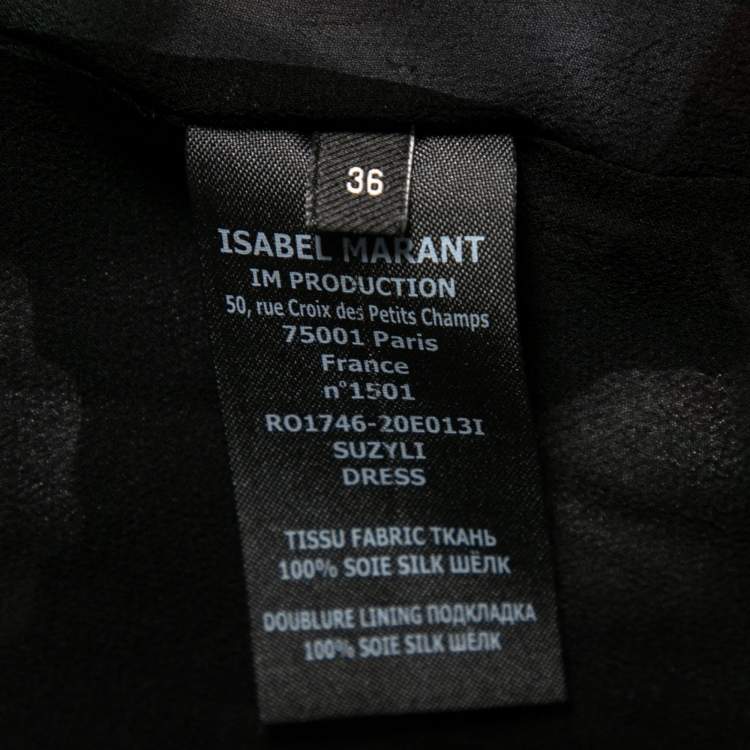 36
ISABEL MARANT
IM PRODUCTION
50, rue Croix des Petits Champs
75001 Paris
France
n°1501
RO1746-20E013I
SUZYLI
DRESS
TISSU FABRIC ТКАНЬ
100% SOIE SILK ШЁЛК
DOUBLURE LINING ПОДКЛАДКА
100% SOIE SILK ШЁЛК